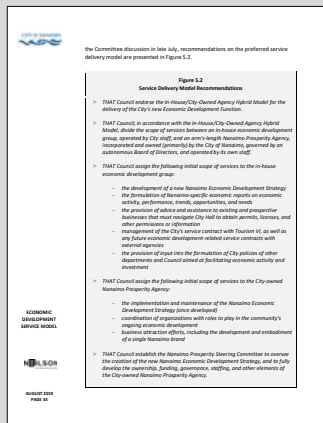 CITY OF NANAIMO
the Committee discussion in late July, recommendations on the preferred service
delivery model are presented in Figure 5.2.
Figure 5.2
Service Delivery Model Recommendations
> THAT Council endorse the In-House/City-Owned Agency Hybrid Model for the
delivery of the City's new Economic Development Function.
> THAT Council, in accordance with the In-House/City-Owned Agency Hybrid
Model, divide the scope of services between an in-house economic development
group, operated by City staff, and an arm's-length Nanaimo Prosperity Agency,
incorporated and owned (primarily) by the City of Nanaimo, governed by an
autonomous Board of Directors, and operated by its own staff.
> THAT Council assign the following initial scope of services to the in-house
economic development group:
– the development of a new Nanaimo Economic Development Strategy
– the formulation of Nanaimo-specific economic reports on economic
activity, performance, trends, opportunities, and needs
– the provision of advice and assistance to existing and prospective
businesses that must navigate City Hall to obtain permits, licenses, and
other permissions or information
– management of the City's service contract with Tourism VI, as well as
any future economic development-related service contracts with
external agencies
– the provision of input into the formulation of City policies of other
departments and Council aimed at facilitating economic activity and
investment
> THAT Council assign the following initial scope of services to the City-owned
Nanaimo Prosperity Agency:
– the implementation and maintenance of the Nanaimo Economic
Development Strategy (once developed)
– coordination of organizations with roles to play in the community's
ongoing economic development
– business attraction efforts, including the development and embodiment
of a single Nanaimo brand
> THAT Council establish the Nanaimo Prosperity Steering Committee to oversee
the creation of the new Nanaimo Economic Development Strategy, and to fully
develop the ownership, funding, governance, staffing, and other elements of
the City-owned Nanaimo Prosperity Agency.
ECONOMIC
DEVELOPMENT
SERVICE MODEL
NEILSON
AUGUST 2019
PAGE 35